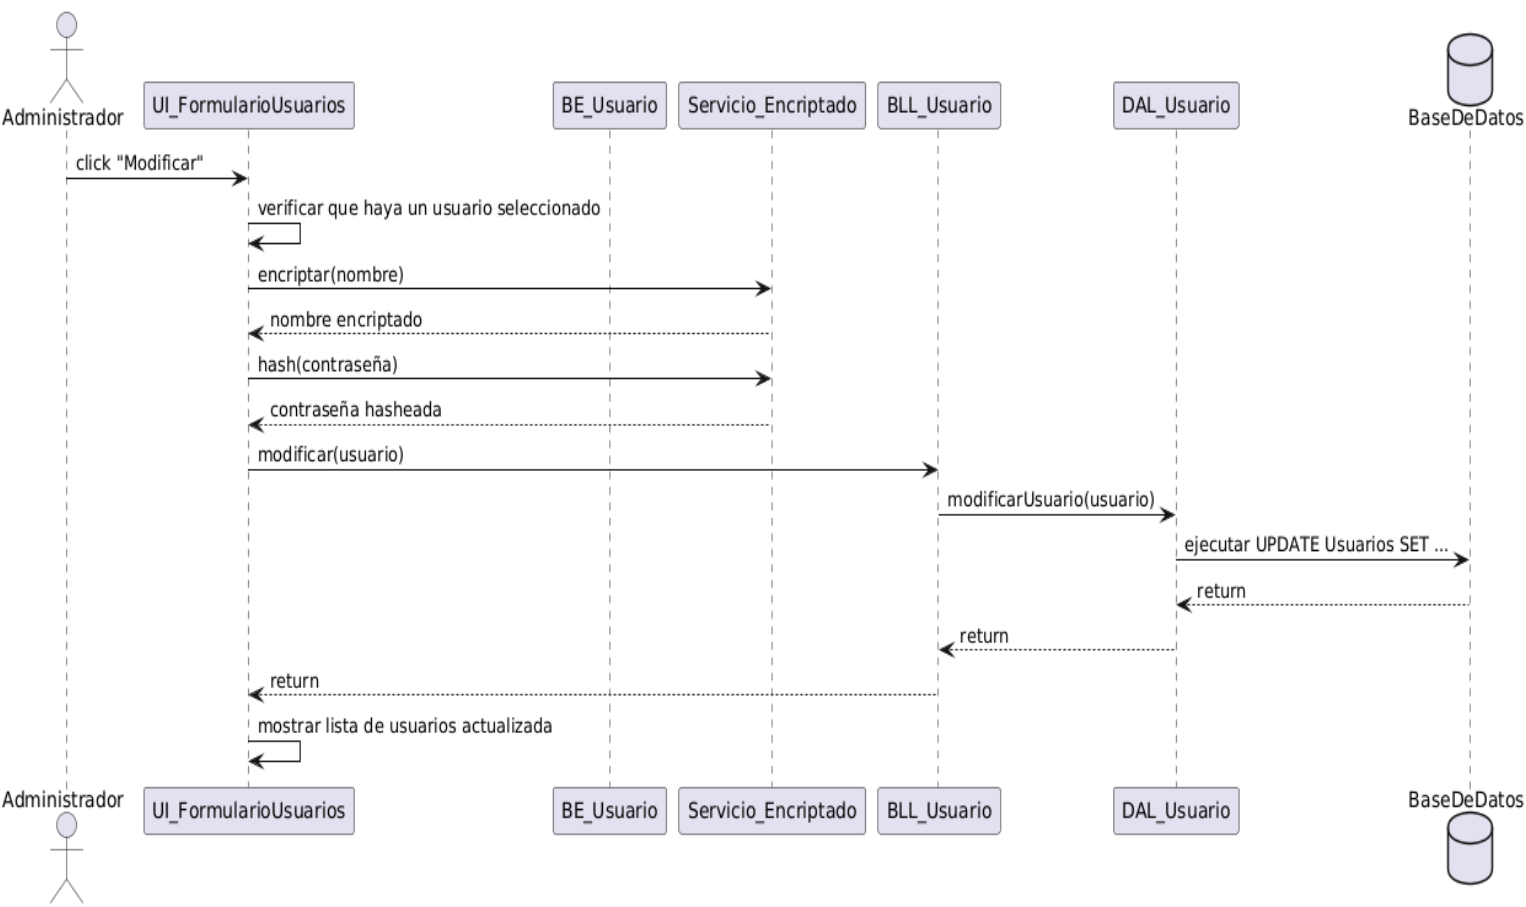 Administrador
UI_FormularioUsuarios
BE_Usuario
Servicio_Encriptado
BLL_Usuario
DAL_Usuario
BaseDeDatos
click "Modificar"
verificar que haya un usuario seleccionado
encriptar(nombre)
nombre encriptado
hash(contraseña)
contraseña hasheada
modificar(usuario)
modificarUsuario(usuario)
ejecutar UPDATE Usuarios SET ...
return
return
return
mostrar lista de usuarios actualizada
Administrador
UI_FormularioUsuarios
BE_Usuario
Servicio_Encriptado
BLL_Usuario
DAL_Usuario
BaseDeDatos